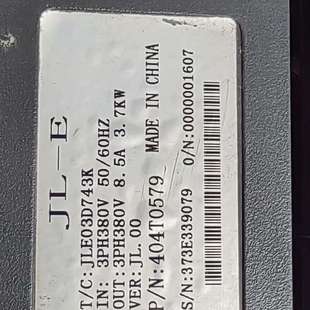 JL-E
T/C:JLE03D743K
IN: 3PH380V 50/60HZ
OUT:3PH380V 8.5A 3.7KW
VER:JL.00
P/N:404T0579 MADE IN CHINA
S/N:373E339079 O/N:0000001607